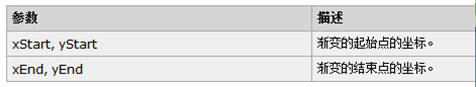 参数 描述
xStart, yStart 渐变的起始点的坐标。
xEnd, yEnd 渐变的结束点的坐标。